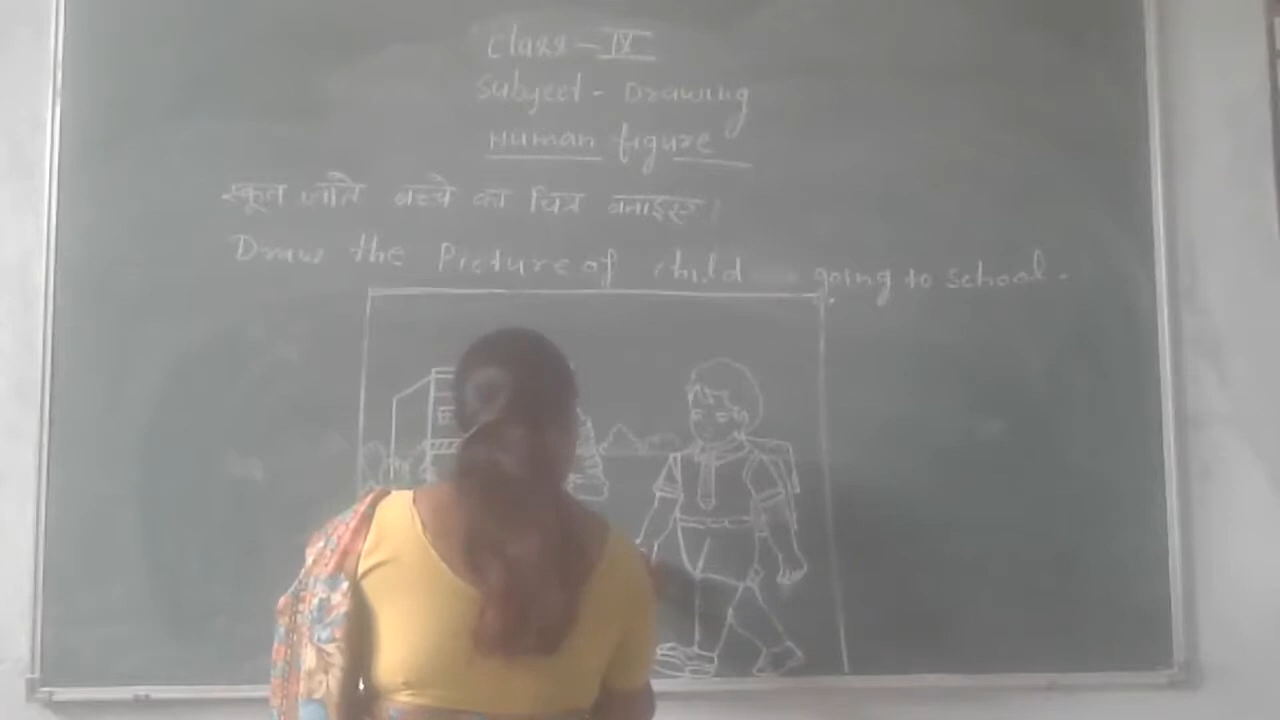 Class - IX
Subject - Drawing
Human figure
स्कूल जाते बच्चे का चित्र बनाइए।
Draw the Picture of child going to school.